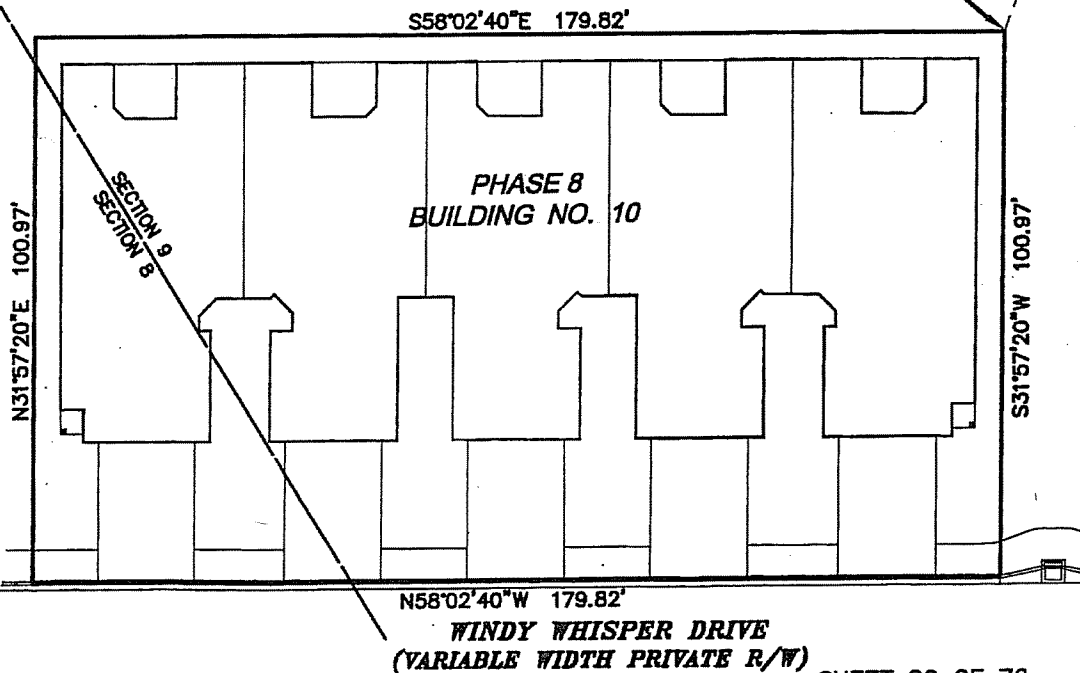 S58°02'40"E 179.82'
PHASE 8
BUILDING NO. 10
SECTION 9
SECTION 8
N31°57'20"E 100.97'
S31°57'20"W 100.97'
N58°02'40"W 179.82'
WINDY WHISPER DRIVE
(VARIABLE WIDTH PRIVATE R/W)